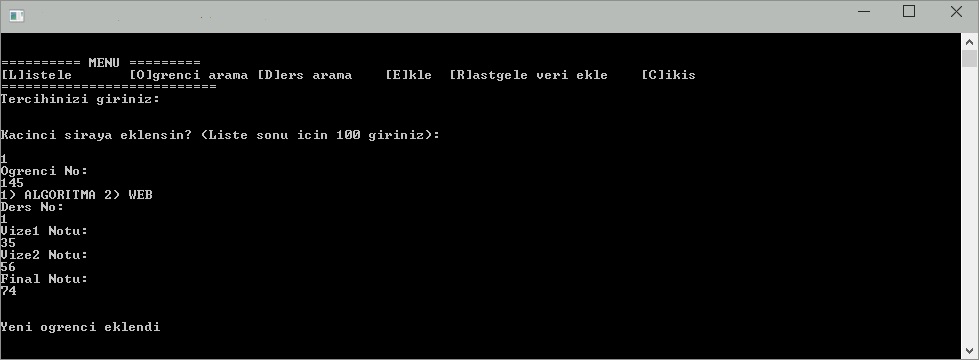 ========== MENU =========
[L]istele [O]grenci arama [D]ers arama [E]kle [R]astgele veri ekle [C]ikis
===========================
Tercihinizi giriniz:
Kacinci siraya eklensin? (Liste sonu icin 100 giriniz):
1
Ogrenci No:
145
1) ALGORITMA 2) WEB
Ders No:
1
Vize1 Notu:
35
Vize2 Notu:
56
Final Notu:
74
Yeni ogrenci eklendi